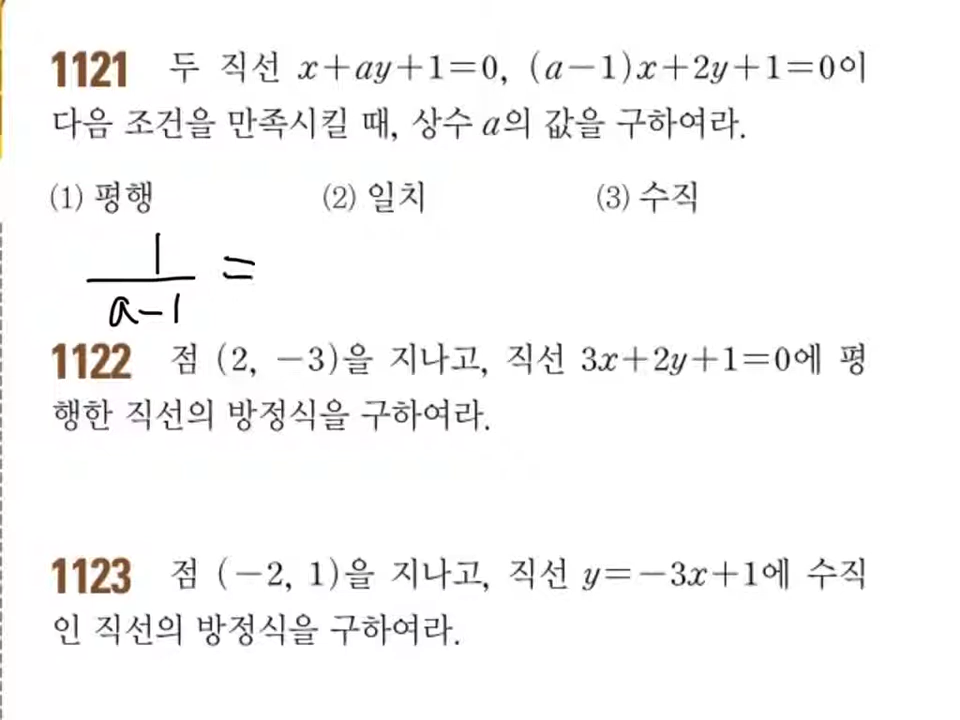 1121 두 직선 x+ay+1=0, (a-1)x+2y+1=0이
다음 조건을 만족시킬 때, 상수 a의 값을 구하여라.
(1) 평행 (2) 일치 (3) 수직
1/(a-1) =
1122 점 (2, -3)을 지나고, 직선 3x+2y+1=0에 평
행한 직선의 방정식을 구하여라.
1123 점 (-2, 1)을 지나고, 직선 y=-3x+1에 수직
인 직선의 방정식을 구하여라.